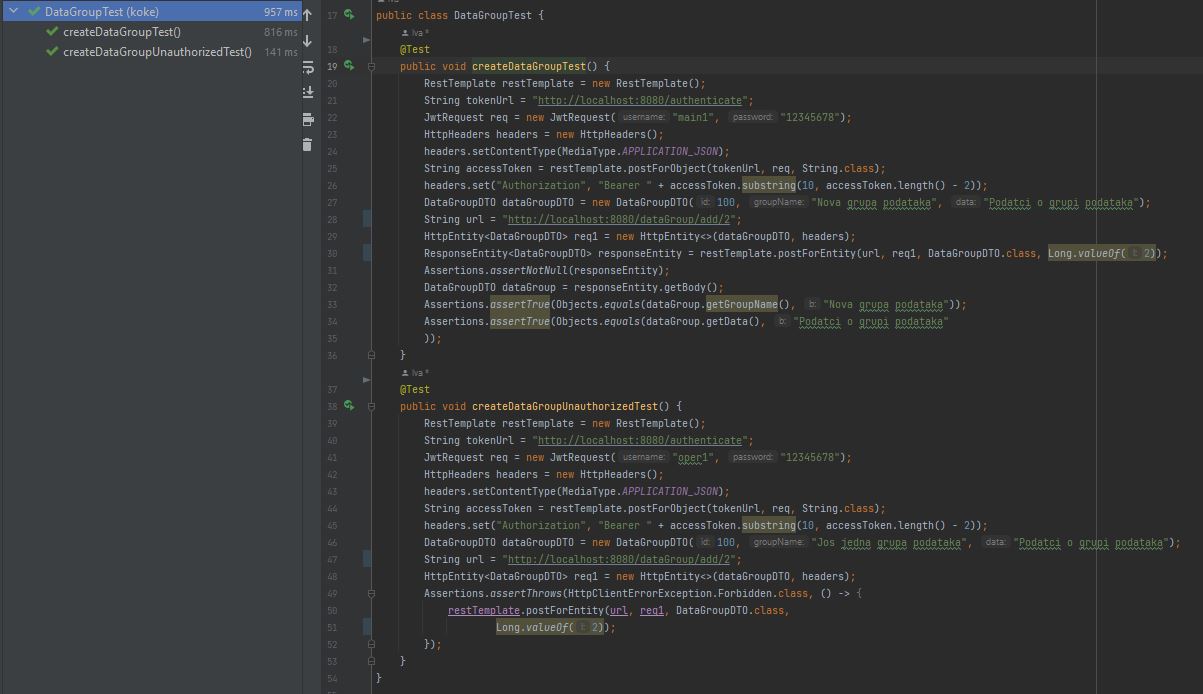 DataGroupTest (koke) 957 ms
createDataGroupTest() 816 ms
createDataGroupUnauthorizedTest() 141 ms
17 public class DataGroupTest {
Iva *
18 @Test
19 public void createDataGroupTest() {
20 RestTemplate restTemplate = new RestTemplate();
21 String tokenUrl = "http://localhost:8080/authenticate";
22 JwtRequest req = new JwtRequest( username: "main1", password: "12345678");
23 HttpHeaders headers = new HttpHeaders();
24 headers.setContentType(MediaType.APPLICATION_JSON);
25 String accessToken = restTemplate.postForObject(tokenUrl, req, String.class);
26 headers.set("Authorization", "Bearer " + accessToken.substring(10, accessToken.length() - 2));
27 DataGroupDTO dataGroupDTO = new DataGroupDTO( id: 100, groupName: "Nova grupa podataka", data: "Podatci o grupi podataka");
28 String url = "http://localhost:8080/dataGroup/add/2";
29 HttpEntity<DataGroupDTO> req1 = new HttpEntity<>(dataGroupDTO, headers);
30 ResponseEntity<DataGroupDTO> responseEntity = restTemplate.postForEntity(url, req1, DataGroupDTO.class, Long.valueOf( t: 2));
31 Assertions.assertNotNull(responseEntity);
32 DataGroupDTO dataGroup = responseEntity.getBody();
33 Assertions.assertTrue(Objects.equals(dataGroup.getGroupName(), b: "Nova grupa podataka"));
34 Assertions.assertTrue(Objects.equals(dataGroup.getData(), b: "Podatci o grupi podataka"
35 ));
36 }
Iva *
37 @Test
38 public void createDataGroupUnauthorizedTest() {
39 RestTemplate restTemplate = new RestTemplate();
40 String tokenUrl = "http://localhost:8080/authenticate";
41 JwtRequest req = new JwtRequest( username: "oper1", password: "12345678");
42 HttpHeaders headers = new HttpHeaders();
43 headers.setContentType(MediaType.APPLICATION_JSON);
44 String accessToken = restTemplate.postForObject(tokenUrl, req, String.class);
45 headers.set("Authorization", "Bearer " + accessToken.substring(10, accessToken.length() - 2));
46 DataGroupDTO dataGroupDTO = new DataGroupDTO( id: 100, groupName: "Jos jedna grupa podataka", data: "Podatci o grupi podataka");
47 String url = "http://localhost:8080/dataGroup/add/2";
48 HttpEntity<DataGroupDTO> req1 = new HttpEntity<>(dataGroupDTO, headers);
49 Assertions.assertThrows(HttpClientErrorException.Forbidden.class, () -> {
50 restTemplate.postForEntity(url, req1, DataGroupDTO.class,
51 Long.valueOf( t: 2));
52 });
53 }
54 }